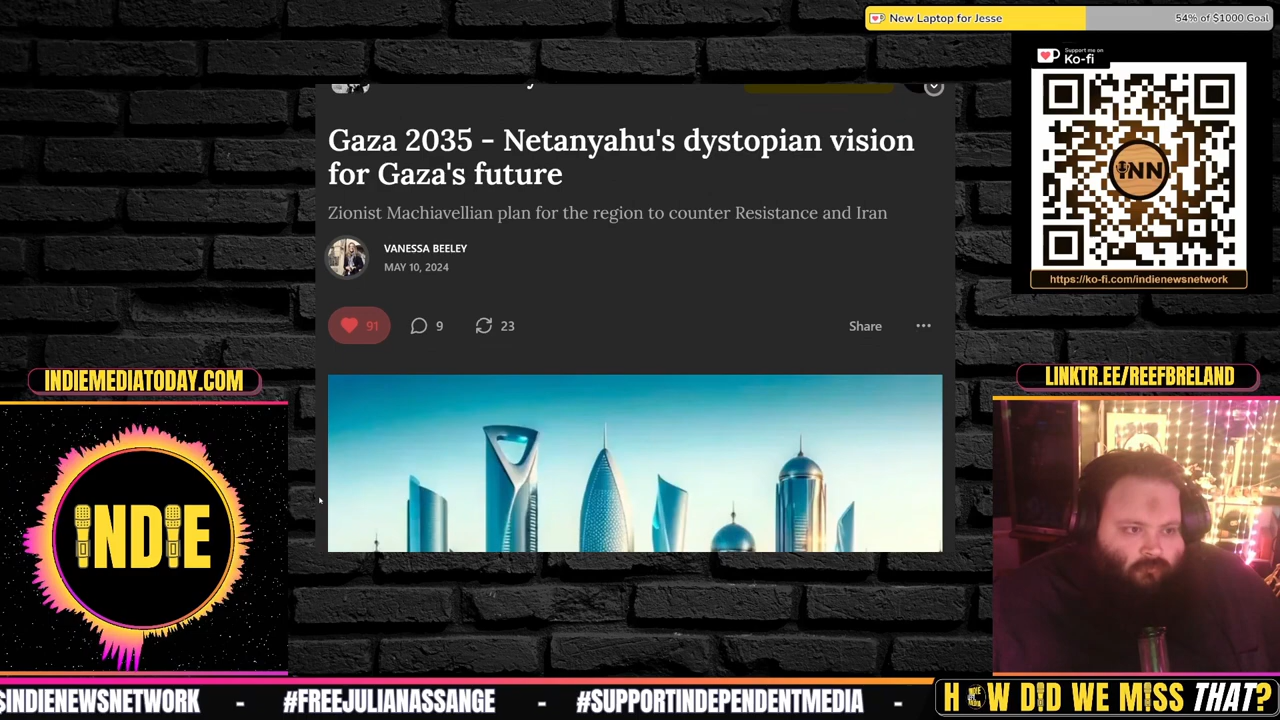 New Laptop for Jesse
54% of $1000 Goal
Support me on
Ko-fi
iNN
https://ko-fi.com/indienewsnetwork
Gaza 2035 - Netanyahu's dystopian vision
for Gaza's future
Zionist Machiavellian plan for the region to counter Resistance and Iran
VANESSA BEELEY
MAY 10, 2024
91
9
23
Share
INDIEMEDIATODAY.COM
LINKTR.EE/REEFBRELAND
INDIE
$INDIENEWSNETWORK - #FREEJULIANASSANGE - #SUPPORTINDEPENDENTMEDIA -
HOW DID WE MISS THAT?